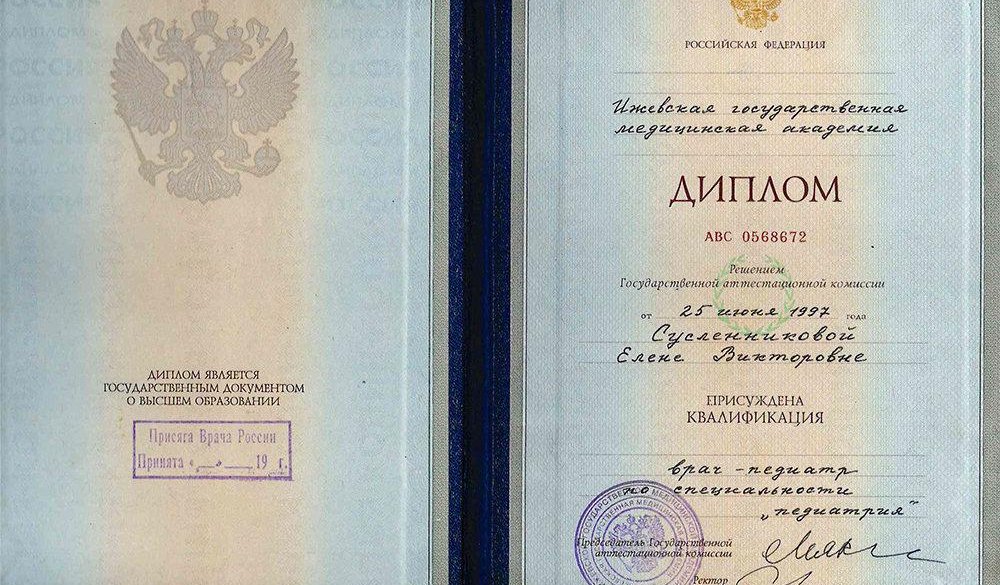 ДИПЛОМ ЯВЛЯЕТСЯ
ГОСУДАРСТВЕННЫМ ДОКУМЕНТОМ
О ВЫСШЕМ ОБРАЗОВАНИИ
Присяга Врача России
Принята « » 19 г.
РОССИЙСКАЯ ФЕДЕРАЦИЯ
Ижевская государственная
медицинская академия
ДИПЛОМ
АВС 0568672
Решением
Государственной аттестационной комиссии
от 25 июня 1997 года
Сусленниковой
Елене Викторовне
ПРИСУЖДЕНА
КВАЛИФИКАЦИЯ
врач-педиатр
по специальности
„педиатрия"
Председатель Государственной
аттестационной комиссии
Ректор